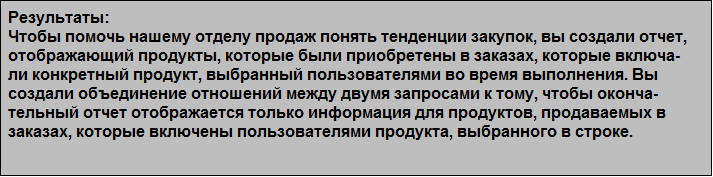 Результаты:
Чтобы помочь нашему отделу продаж понять тенденции закупок, вы создали отчет,
отображающий продукты, которые были приобретены в заказах, которые включа-
ли конкретный продукт, выбранный пользователями во время выполнения. Вы
создали объединение отношений между двумя запросами к тому, чтобы оконча-
тельный отчет отображается только информация для продуктов, продаваемых в
заказах, которые включены пользователями продукта, выбранного в строке.